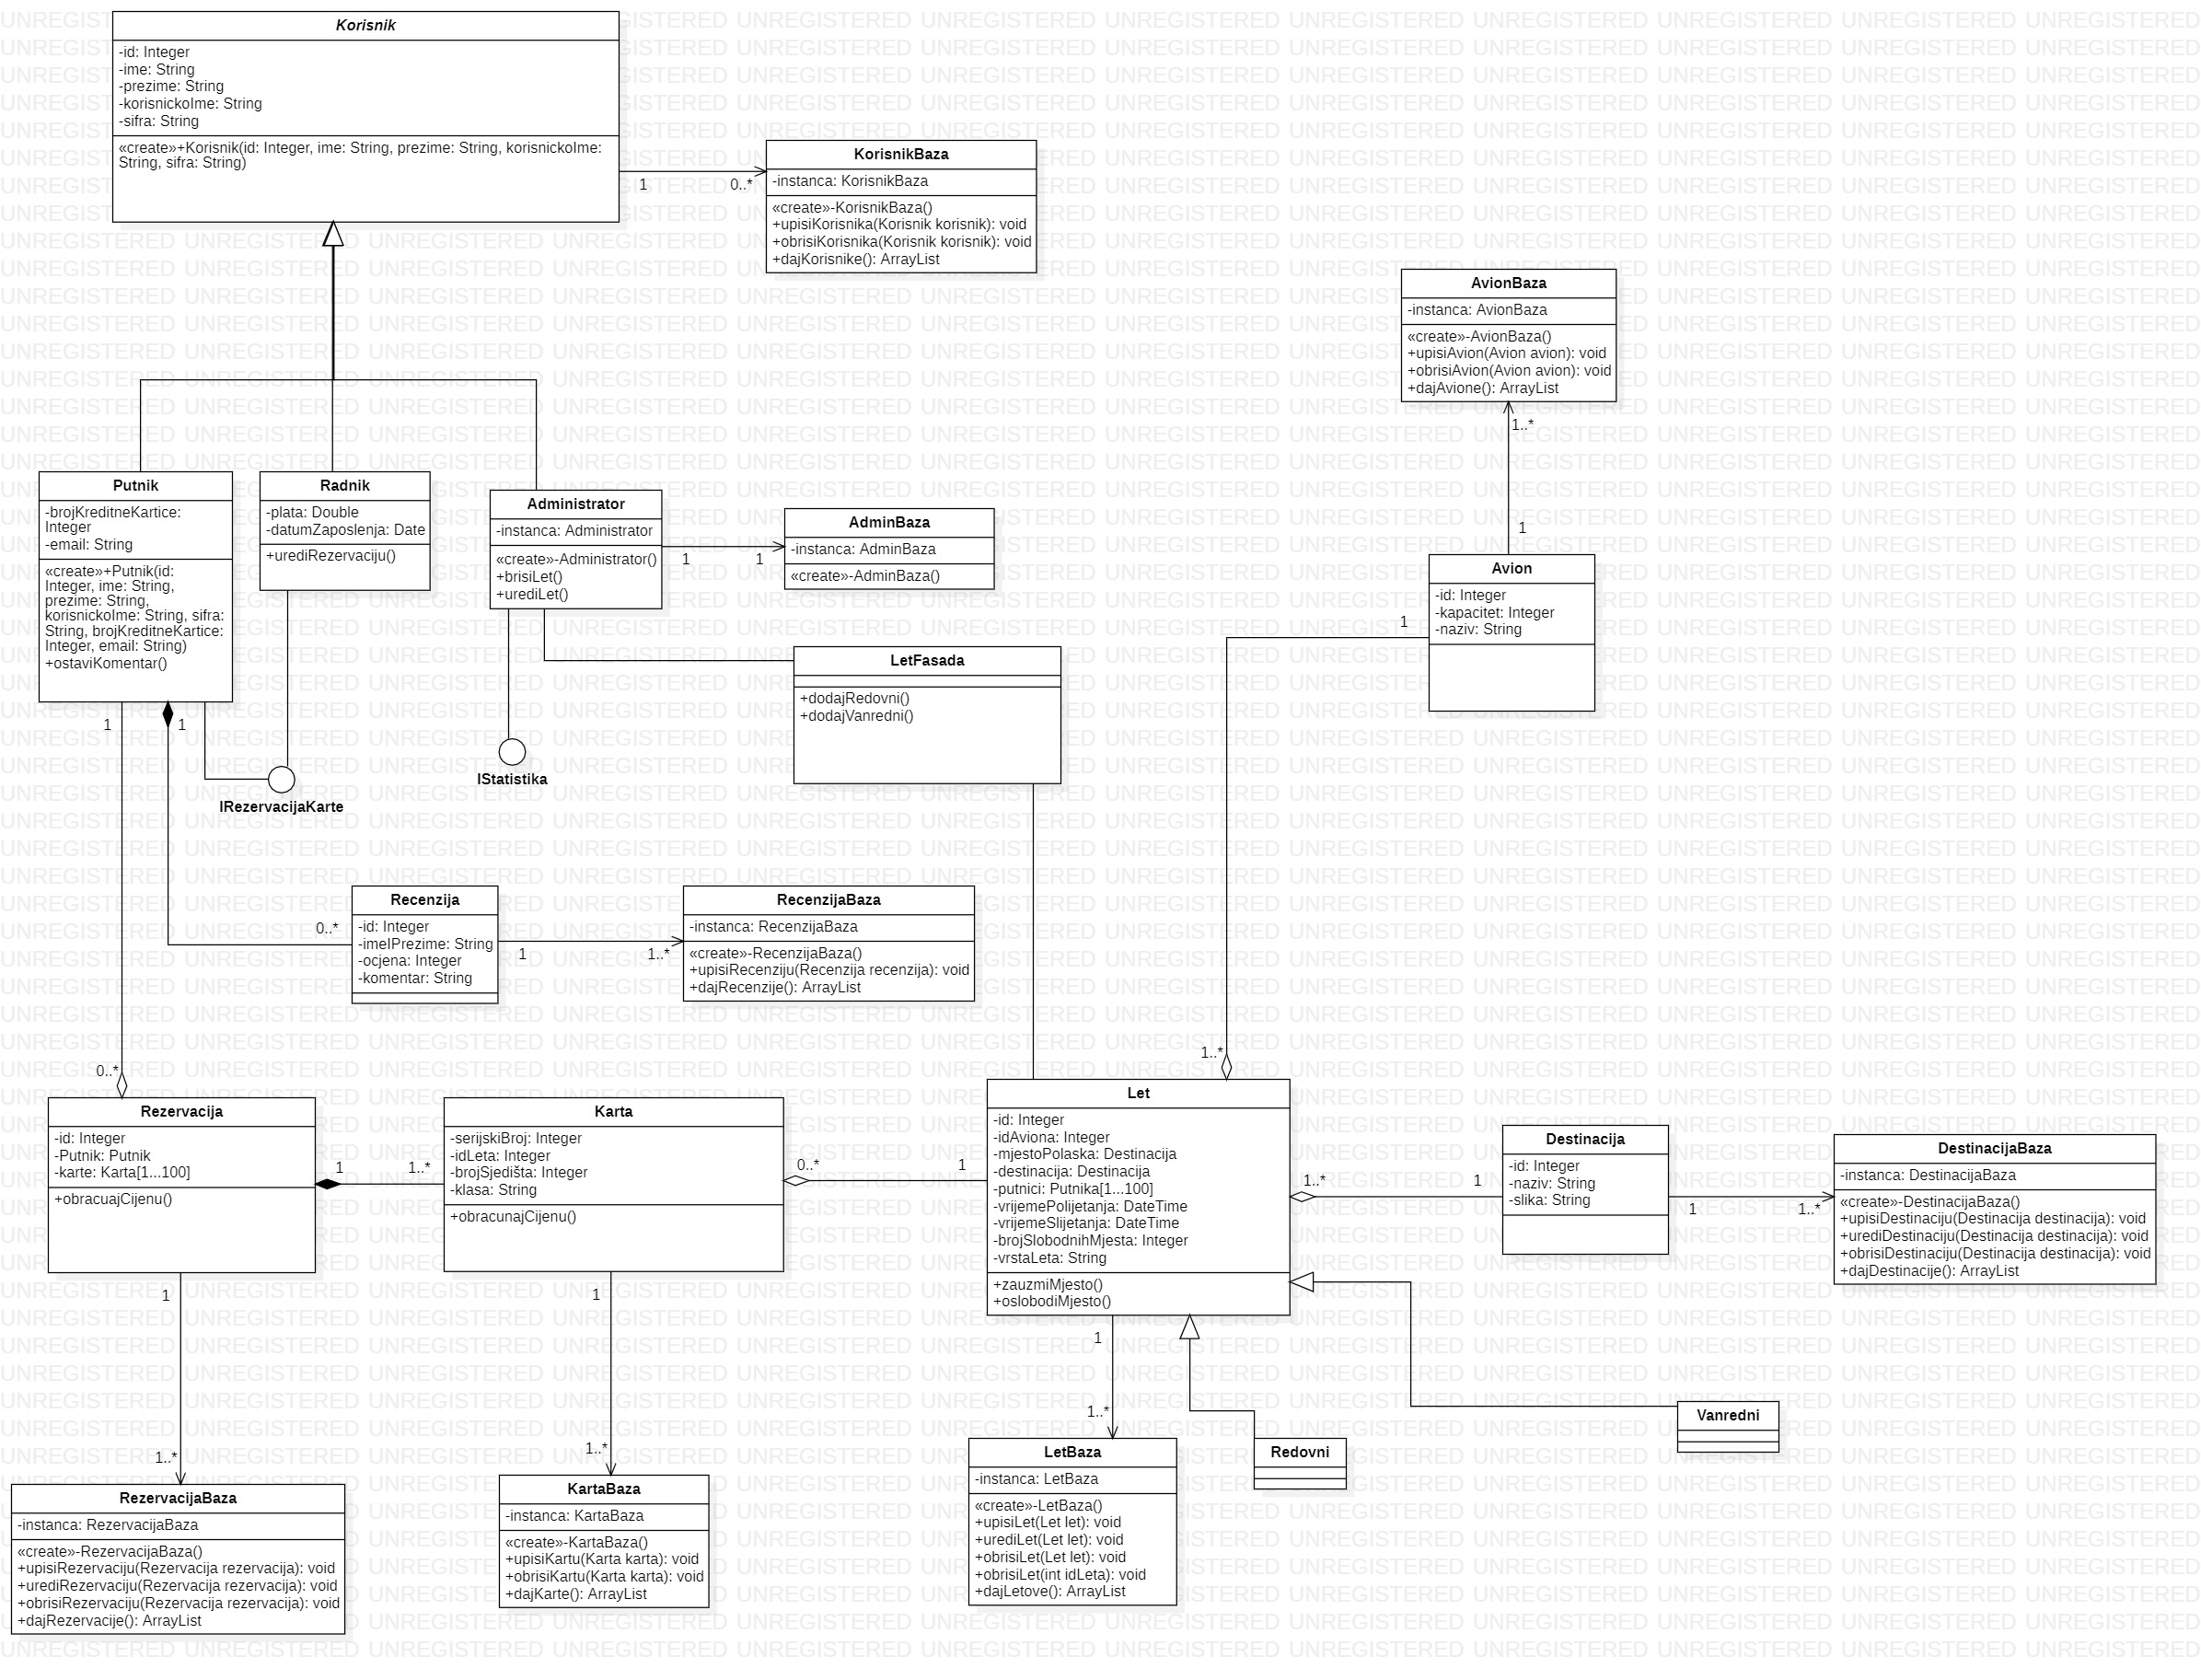 Korisnik
-id: Integer
-ime: String
-prezime: String
-korisnickoIme: String
-sifra: String
«create»+Korisnik(id: Integer, ime: String, prezime: String, korisnickoIme:
String, sifra: String)
KorisnikBaza
-instanca: KorisnikBaza
«create»-KorisnikBaza()
+upisiKorisnika(Korisnik korisnik): void
+obrisiKorisnika(Korisnik korisnik): void
+dajKorisnike(): ArrayList
1
0..*
AvionBaza
-instanca: AvionBaza
«create»-AvionBaza()
+upisiAvion(Avion avion): void
+obrisiAvion(Avion avion): void
+dajAvione(): ArrayList
1..*
1
Putnik
-brojKreditneKartice:
Integer
-email: String
«create»+Putnik(id:
Integer, ime: String,
prezime: String,
korisnickoIme: String, sifra:
String, brojKreditneKartice:
Integer, email: String)
+ostaviKomentar()
Radnik
-plata: Double
-datumZaposlenja: Date
+urediRezervaciju()
Administrator
-instanca: Administrator
«create»-Administrator()
+brisiLet()
+urediLet()
1
1
AdminBaza
-instanca: AdminBaza
«create»-AdminBaza()
Avion
-id: Integer
-kapacitet: Integer
-naziv: String
1
LetFasada
+dodajRedovni()
+dodajVanredni()
1
1
IStatistika
IRezervacijaKarte
Recenzija
-id: Integer
-imeIPrezime: String
-ocjena: Integer
-komentar: String
0..*
1
1..*
RecenzijaBaza
-instanca: RecenzijaBaza
«create»-RecenzijaBaza()
+upisiRecenziju(Recenzija recenzija): void
+dajRecenzije(): ArrayList
0..*
1..*
Rezervacija
-id: Integer
-Putnik: Putnik
-karte: Karta[1...100]
+obracuajCijenu()
1
1..*
Karta
-serijskiBroj: Integer
-idLeta: Integer
-brojSjedišta: Integer
-klasa: String
+obracunajCijenu()
0..*
1
Let
-id: Integer
-idAviona: Integer
-mjestoPolaska: Destinacija
-destinacija: Destinacija
-putnici: Putnika[1...100]
-vrijemePolijetanja: DateTime
-vrijemeSlijetanja: DateTime
-brojSlobodnihMjesta: Integer
-vrstaLeta: String
+zauzmiMjesto()
+oslobodiMjesto()
1..*
1
Destinacija
-id: Integer
-naziv: String
-slika: String
1
1..*
DestinacijaBaza
-instanca: DestinacijaBaza
«create»-DestinacijaBaza()
+upisiDestinaciju(Destinacija destinacija): void
+urediDestinaciju(Destinacija destinacija): void
+obrisiDestinaciju(Destinacija destinacija): void
+dajDestinacije(): ArrayList
1
1..*
1
1..*
1
1..*
RezervacijaBaza
-instanca: RezervacijaBaza
«create»-RezervacijaBaza()
+upisiRezervaciju(Rezervacija rezervacija): void
+urediRezervaciju(Rezervacija rezervacija): void
+obrisiRezervaciju(Rezervacija rezervacija): void
+dajRezervacije(): ArrayList
KartaBaza
-instanca: KartaBaza
«create»-KartaBaza()
+upisiKartu(Karta karta): void
+obrisiKartu(Karta karta): void
+dajKarte(): ArrayList
LetBaza
-instanca: LetBaza
«create»-LetBaza()
+upisiLet(Let let): void
+urediLet(Let let): void
+obrisiLet(Let let): void
+obrisiLet(int idLeta): void
+dajLetove(): ArrayList
Redovni
Vanredni